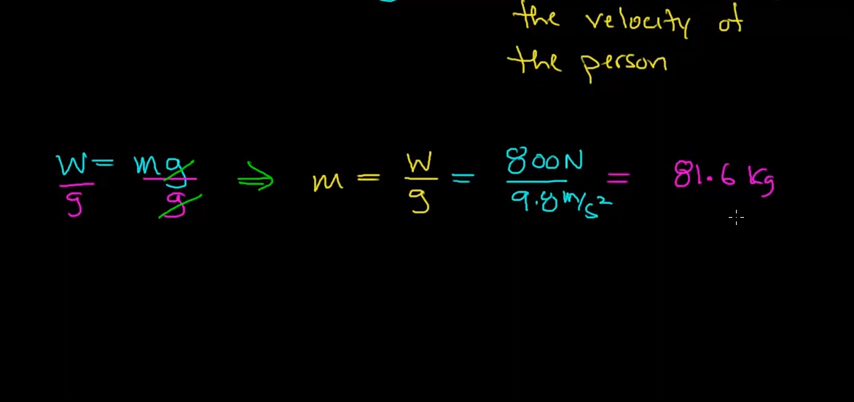 the velocity of
the person
W/g = mg/g ⇒ m = W/g = 800N/9.8m/s² = 81.6 kg